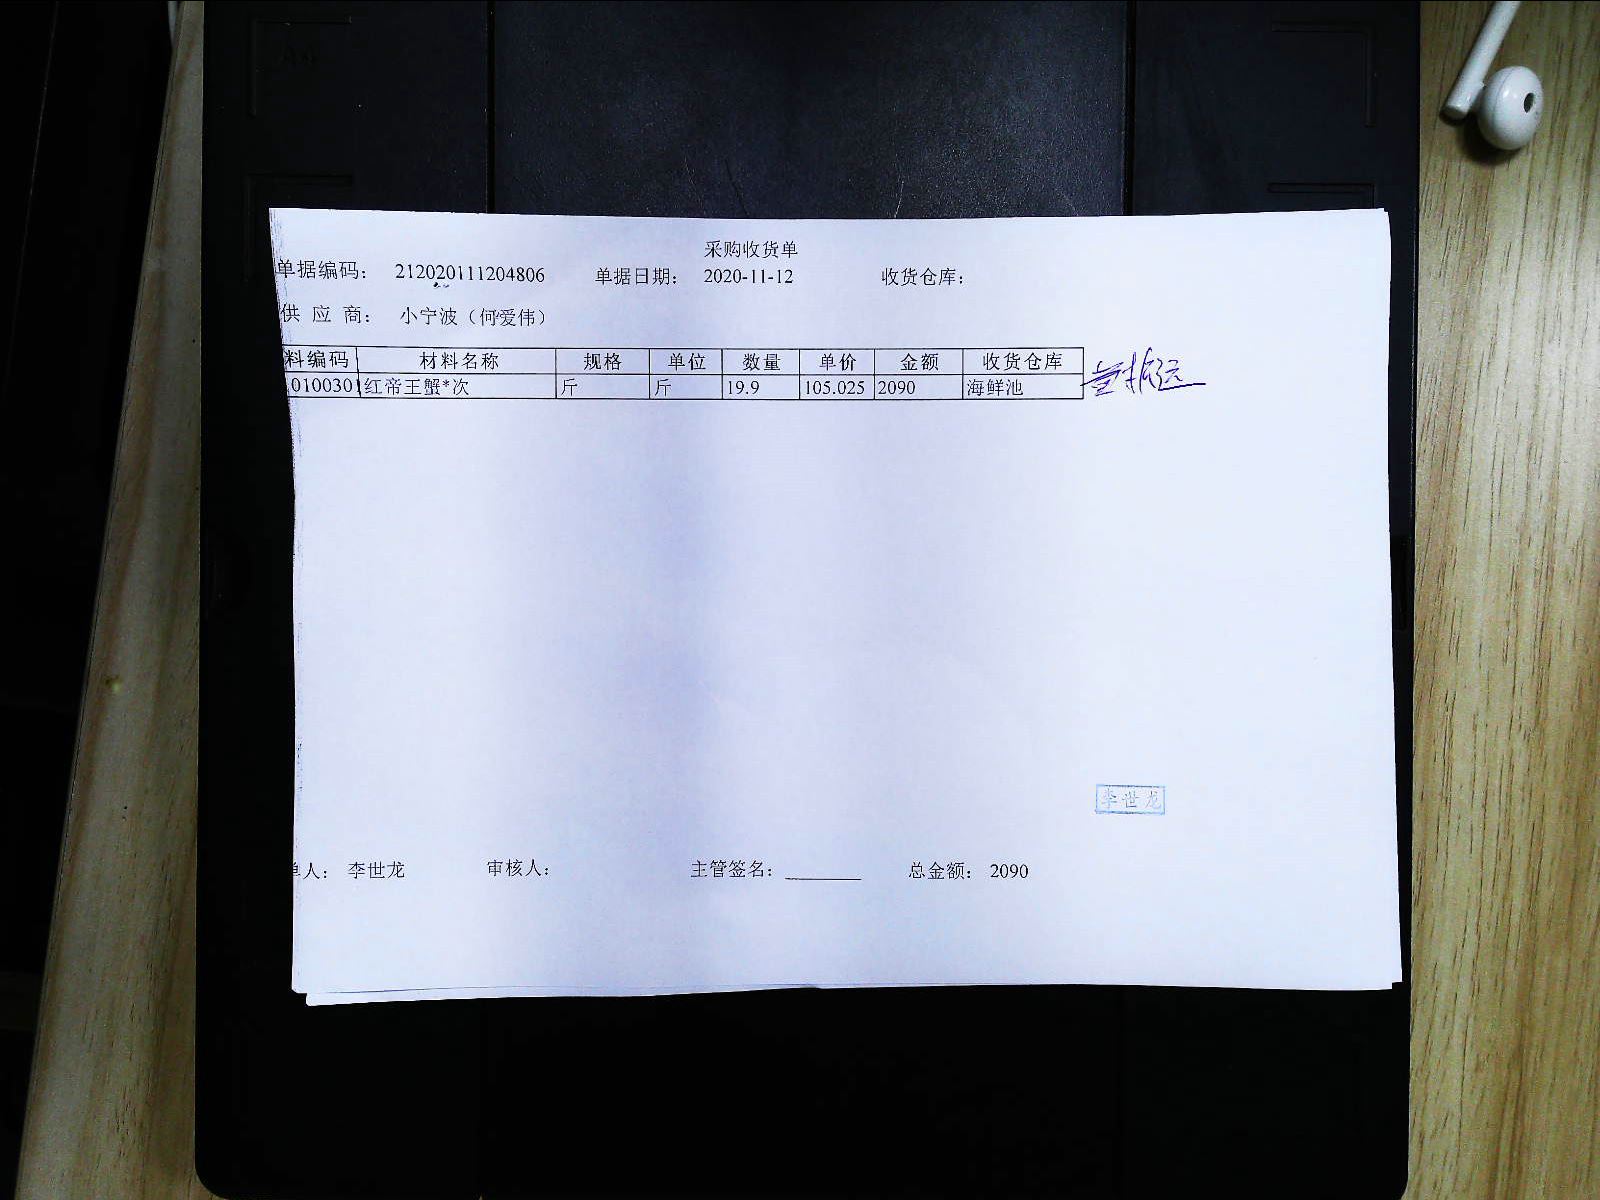 采购收货单
单据编码： 212020111204806 单据日期： 2020-11-12 收货仓库：
供 应 商： 小宁波（何爱伟）
料编码 材料名称 规格 单位 数量 单价 金额 收货仓库
0100301 红帝王蟹*次 斤 斤 19.9 105.025 2090 海鲜池
李世龙
单人： 李世龙 审核人： 主管签名： ________ 总金额： 2090